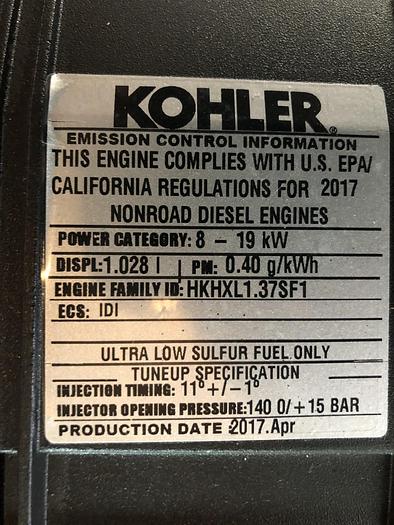 KOHLER®
EMISSION CONTROL INFORMATION
THIS ENGINE COMPLIES WITH U.S. EPA/
CALIFORNIA REGULATIONS FOR 2017
NONROAD DIESEL ENGINES
POWER CATEGORY: 8 – 19 kW
DISPL: 1.028 l | PM: 0.40 g/kWh
ENGINE FAMILY ID: HKHXL1.37SF1
ECS: IDI
ULTRA LOW SULFUR FUEL ONLY
TUNEUP SPECIFICATION
INJECTION TIMING: 11° +/– 1°
INJECTOR OPENING PRESSURE: 140 0/+15 BAR
PRODUCTION DATE : 2017.Apr